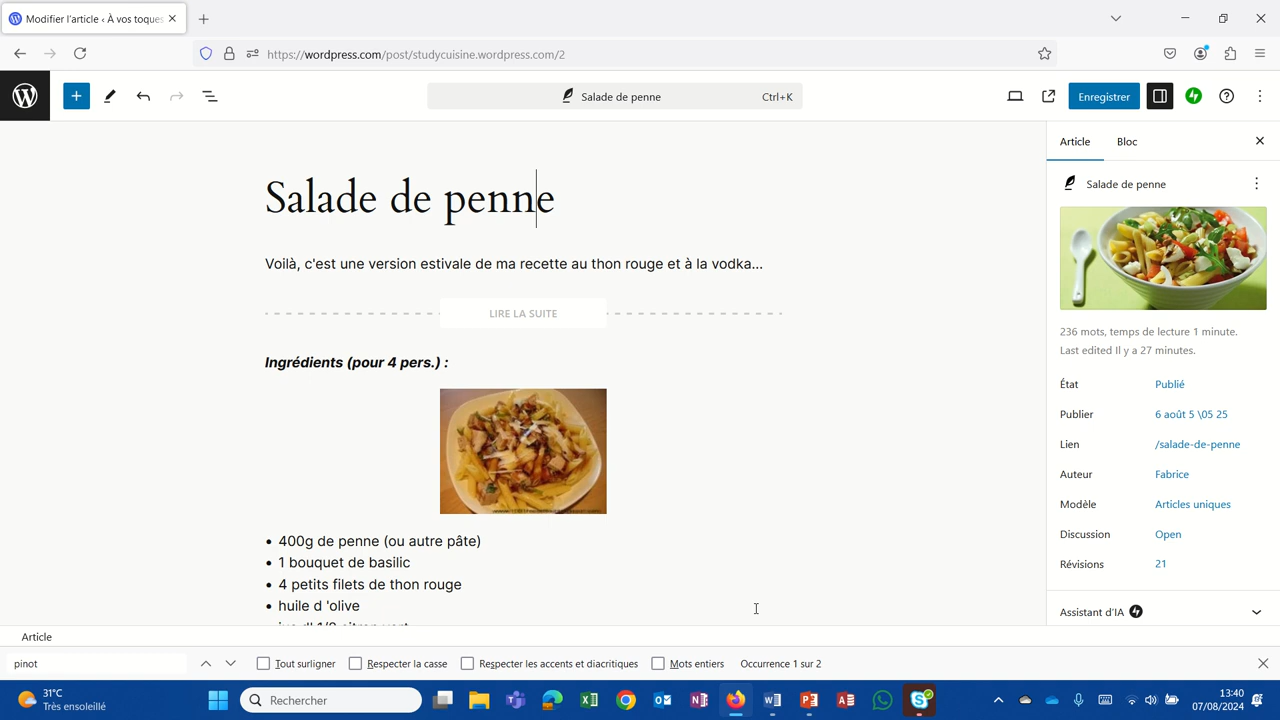 Modifier l'article ‹ À vos toques
https://wordpress.com/post/studycuisine.wordpress.com/2
Salade de penne
Ctrl+K
Enregistrer
Article
Bloc
Salade de penne
Salade de penne
Voilà, c'est une version estivale de ma recette au thon rouge et à la vodka...
LIRE LA SUITE
Ingrédients (pour 4 pers.) :
• 400g de penne (ou autre pâte)
• 1 bouquet de basilic
• 4 petits filets de thon rouge
• huile d 'olive
236 mots, temps de lecture 1 minute.
Last edited Il y a 27 minutes.
État Publié
Publier 6 août 5 \05 25
Lien /salade-de-penne
Auteur Fabrice
Modèle Articles uniques
Discussion Open
Révisions 21
Assistant d'IA
Article
pinot
Tout surligner
Respecter la casse
Respecter les accents et diacritiques
Mots entiers
Occurrence 1 sur 2
31°C
Très ensoleillé
Rechercher
13:40
07/08/2024